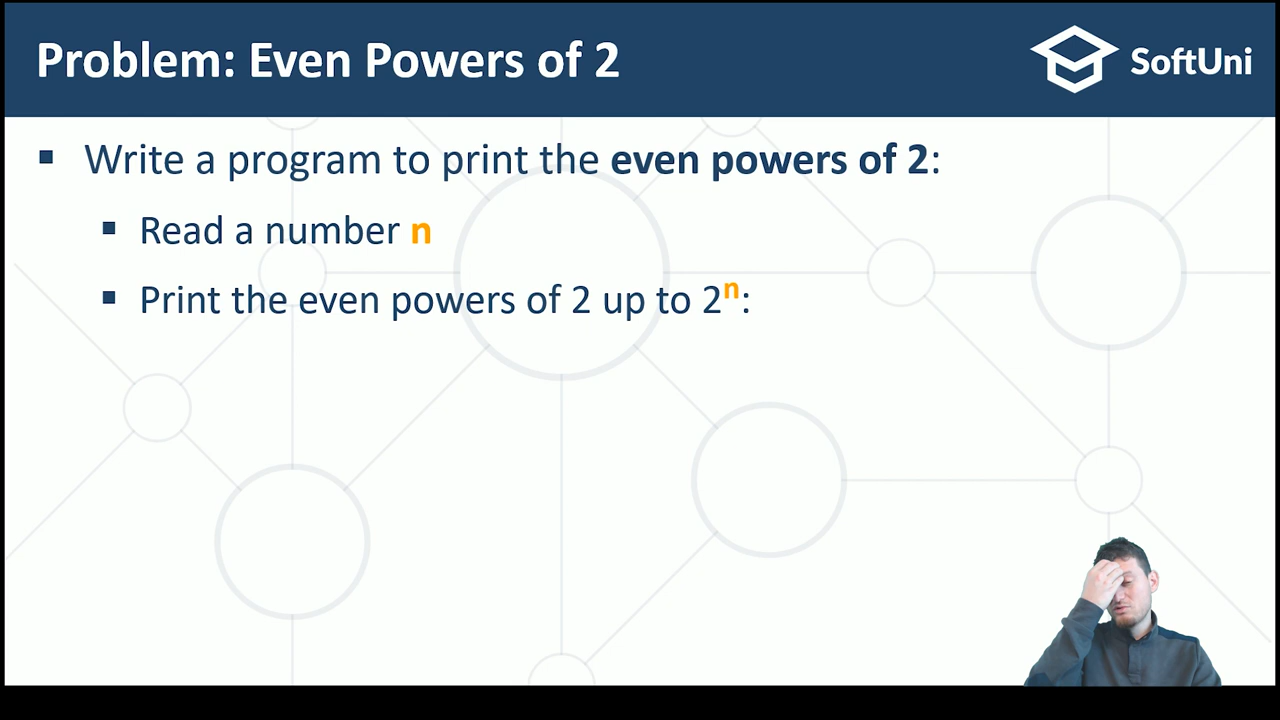 Problem: Even Powers of 2
SoftUni
Write a program to print the even powers of 2:
Read a number n
Print the even powers of 2 up to 2ⁿ: